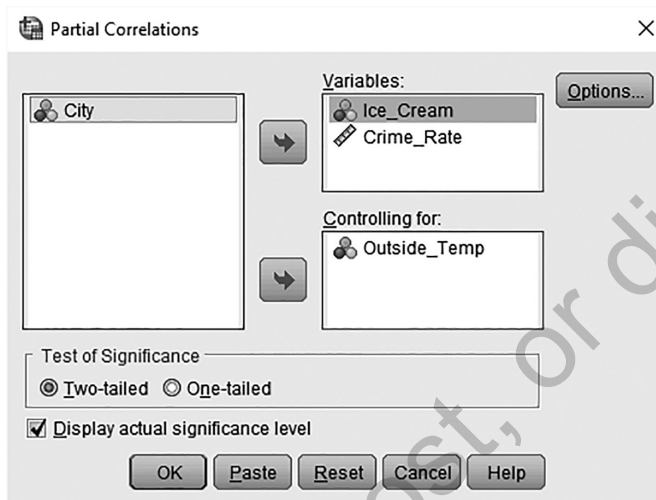 Partial Correlations
City
Variables:
Ice_Cream
Crime_Rate
Options...
Controlling for:
Outside_Temp
Test of Significance
Two-tailed One-tailed
Display actual significance level
OK Paste Reset Cancel Help